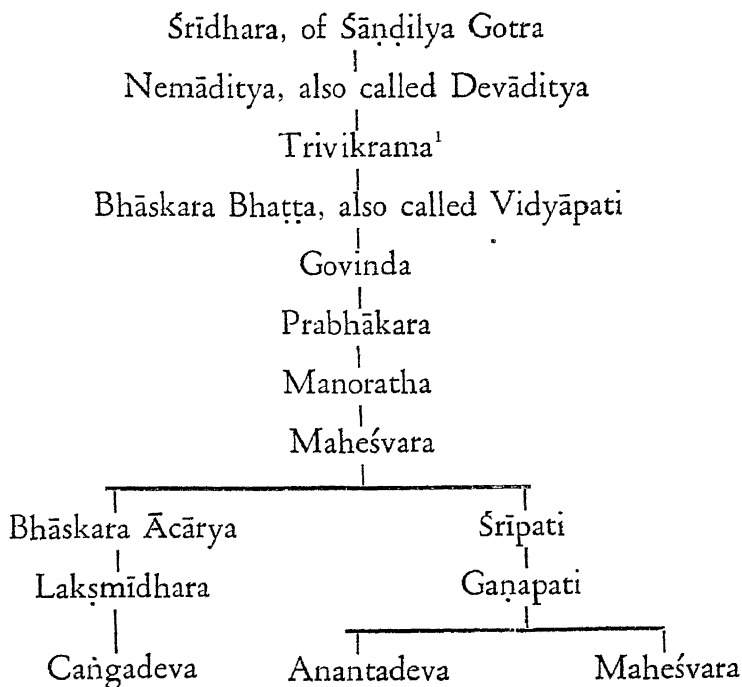 Śrīdhara, of Śāṇḍilya Gotra
Nemāditya, also called Devāditya
Trivikrama¹
Bhāskara Bhaṭṭa, also called Vidyāpati
Govinda
Prabhākara
Manoratha
Maheśvara
Bhāskara Ācārya Śrīpati
Lakṣmīdhara Gaṇapati
Caṅgadeva Anantadeva Maheśvara